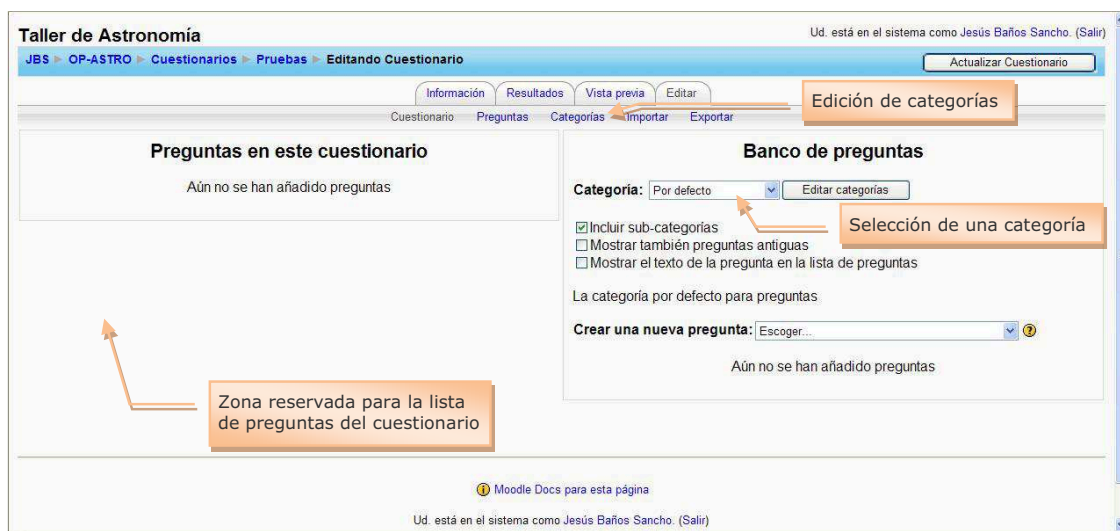 Taller de Astronomía
Ud. está en el sistema como Jesús Baños Sancho. (Salir)
JBS ► OP-ASTRO ► Cuestionarios ► Pruebas ► Editando Cuestionario
Actualizar Cuestionario
Información
Resultados
Vista previa
Editar
Edición de categorías
Cuestionario
Preguntas
Categorías
Importar
Exportar
Preguntas en este cuestionario
Aún no se han añadido preguntas
Banco de preguntas
Categoría: Por defecto
Editar categorías
Selección de una categoría
Incluir sub-categorías
Mostrar también preguntas antiguas
Mostrar el texto de la pregunta en la lista de preguntas
La categoría por defecto para preguntas
Crear una nueva pregunta: Escoger...
Aún no se han añadido preguntas
Zona reservada para la lista
de preguntas del cuestionario
Moodle Docs para esta página
Ud. está en el sistema como Jesús Baños Sancho. (Salir)